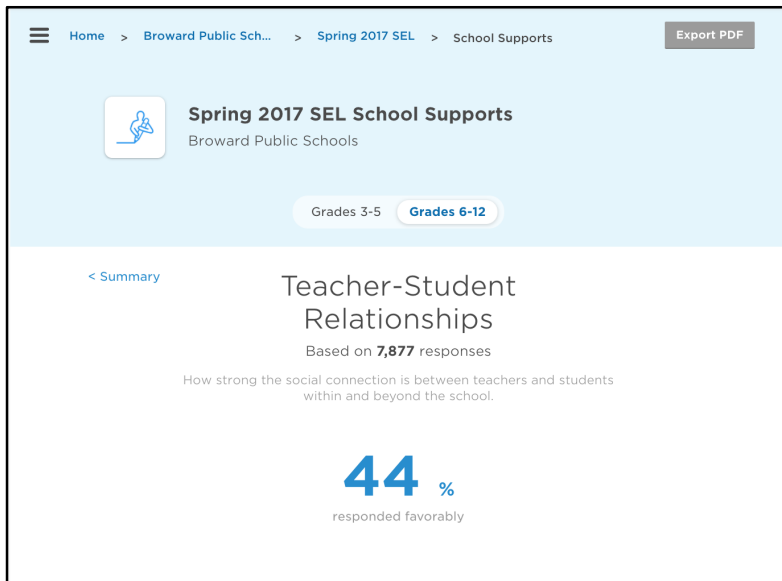 Home > Broward Public Sch... > Spring 2017 SEL > School Supports
Export PDF
Spring 2017 SEL School Supports
Broward Public Schools
Grades 3-5
Grades 6-12
< Summary
Teacher-Student
Relationships
Based on 7,877 responses
How strong the social connection is between teachers and students
within and beyond the school.
44 %
responded favorably